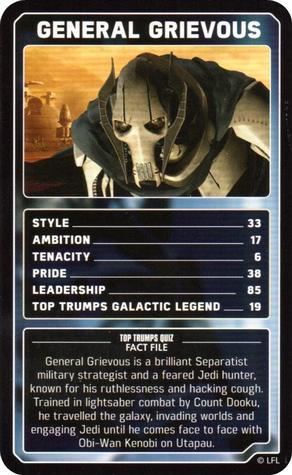 GENERAL GRIEVOUS
STYLE 33
AMBITION 17
TENACITY 6
PRIDE 38
LEADERSHIP 85
TOP TRUMPS GALACTIC LEGEND 19
TOP TRUMPS QUIZ
FACT FILE
General Grievous is a brilliant Separatist
military strategist and a feared Jedi hunter,
known for his ruthlessness and hacking cough.
Trained in lightsaber combat by Count Dooku,
he travelled the galaxy, invading worlds and
engaging Jedi until he comes face to face with
Obi-Wan Kenobi on Utapau.
© LFL